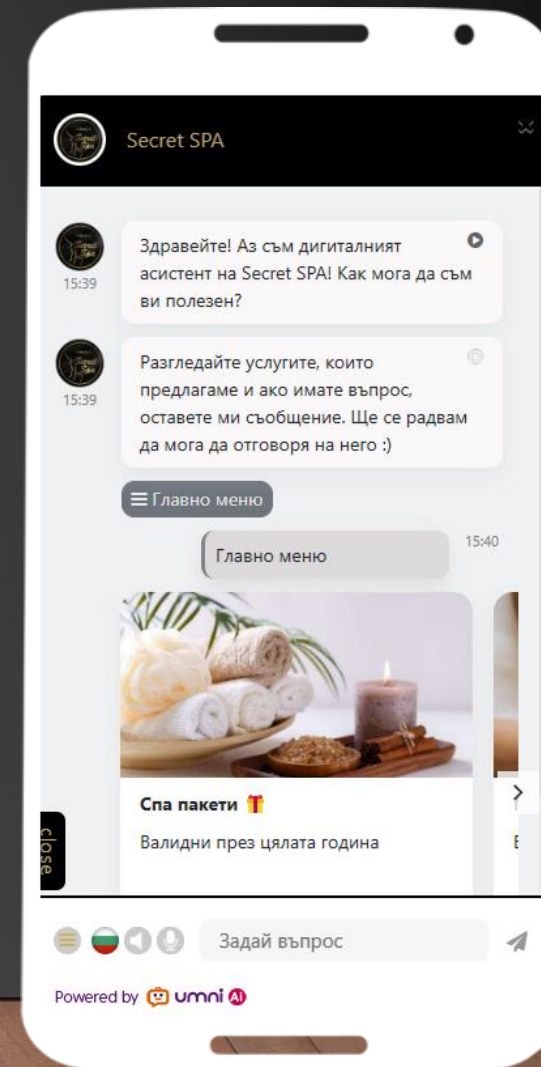 Secret SPA
Здравейте! Аз съм дигиталният
асистент на Secret SPA! Как мога да съм
ви полезен?
15:39
Разгледайте услугите, които
предлагаме и ако имате въпрос,
оставете ми съобщение. Ще се радвам
да мога да отговоря на него :)
15:39
Главно меню
Главно меню
15:40
Спа пакети
Валидни през цялата година
close
Задай въпрос
Powered by umni AI